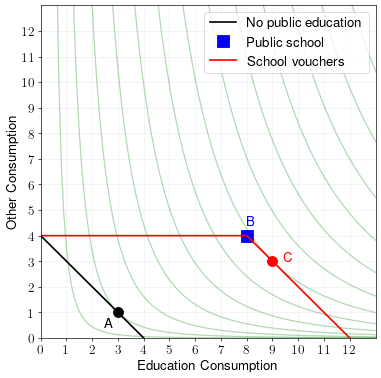 No public education
Public school
School vouchers
Other Consumption
12
11
10
9
8
7
6
5
4
3
2
1
0
B
C
A
0 1 2 3 4 5 6 7 8 9 10 11 12
Education Consumption